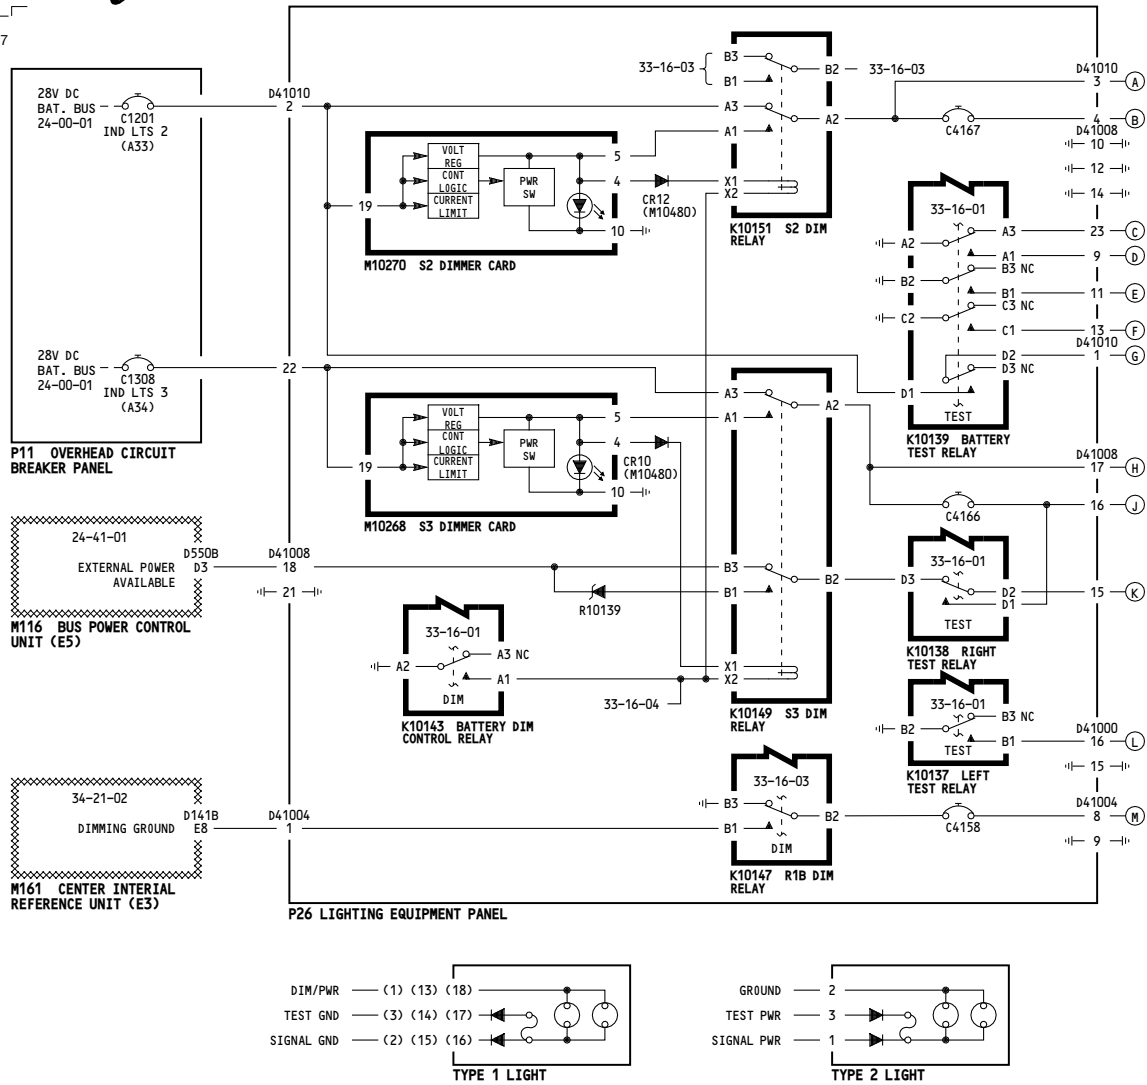 7
28V DC
BAT. BUS
24-00-01
C1201
IND LTS 2
(A33)
28V DC
BAT. BUS
24-00-01
C1308
IND LTS 3
(A34)
P11 OVERHEAD CIRCUIT
BREAKER PANEL
24-41-01
EXTERNAL POWER
AVAILABLE
D550B
D3
M116 BUS POWER CONTROL
UNIT (E5)
34-21-02
DIMMING GROUND
D141B
E8
M161 CENTER INTERIAL
REFERENCE UNIT (E3)
D41010
2
22
D41008
18
21
D41004
1
19
VOLT
REG
CONT
LOGIC
CURRENT
LIMIT
PWR
SW
5
4
10
CR12
(M10480)
M10270 S2 DIMMER CARD
19
VOLT
REG
CONT
LOGIC
CURRENT
LIMIT
PWR
SW
5
4
10
CR10
(M10480)
M10268 S3 DIMMER CARD
R10139
33-16-01
A2
A3 NC
A1
DIM
K10143 BATTERY DIM
CONTROL RELAY
33-16-04
33-16-03
B3
B1
B2
33-16-03
A3
A1
A2
X1
X2
K10151 S2 DIM
RELAY
A3
A1
A2
B3
B1
B2
X1
X2
K10149 S3 DIM
RELAY
33-16-03
B3
B1
B2
DIM
K10147 R1B DIM
RELAY
C4167
33-16-01
A2
A3
A1
B2
B3 NC
B1
C2
C3 NC
C1
D2
D3 NC
D1
TEST
K10139 BATTERY
TEST RELAY
C4166
33-16-01
D3
D2
D1
TEST
K10138 RIGHT
TEST RELAY
33-16-01
B2
B3 NC
B1
TEST
K10137 LEFT
TEST RELAY
C4158
D41010
3 A
4 B
D41008
10
12
14
23 C
9 D
11 E
13 F
D41010
1 G
D41008
17 H
16 J
15 K
D41000
16 L
15
D41004
8 M
9
P26 LIGHTING EQUIPMENT PANEL
DIM/PWR (1) (13) (18)
TEST GND (3) (14) (17)
SIGNAL GND (2) (15) (16)
TYPE 1 LIGHT
GROUND 2
TEST PWR 3
SIGNAL PWR 1
TYPE 2 LIGHT